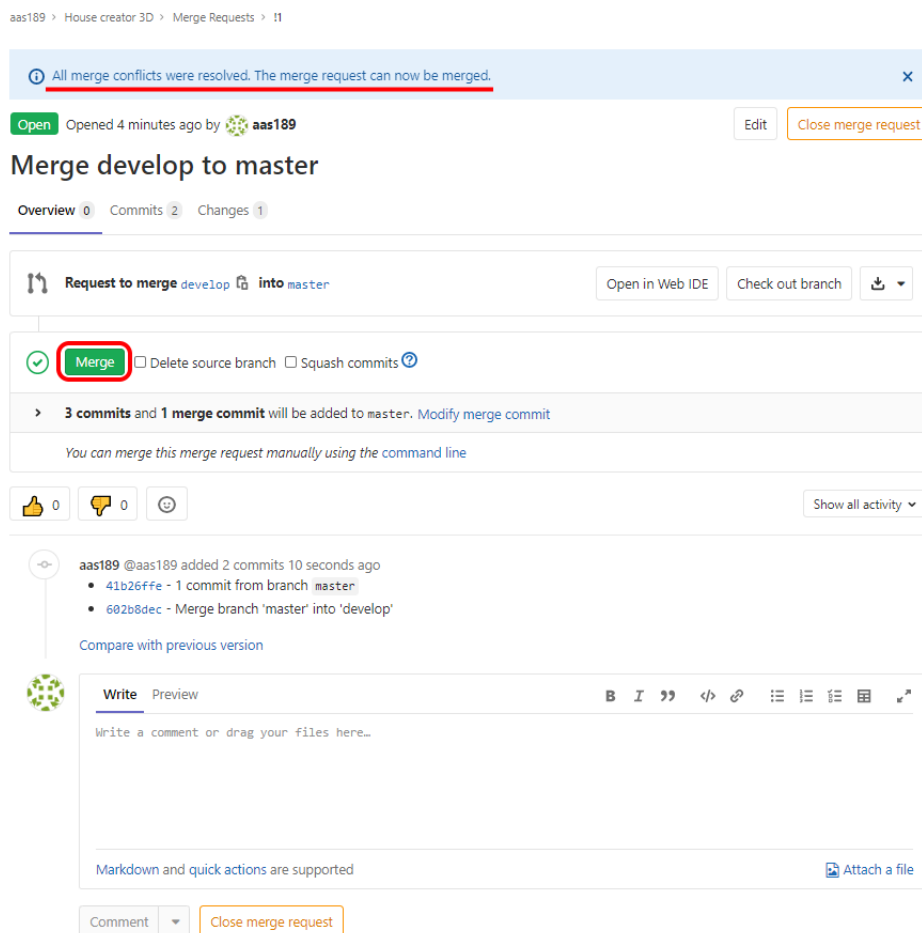 aas189 > House creator 3D > Merge Requests > !1
All merge conflicts were resolved. The merge request can now be merged.
Open Opened 4 minutes ago by aas189 Edit Close merge request
Merge develop to master
Overview 0 Commits 2 Changes 1
Request to merge develop into master Open in Web IDE Check out branch
Merge Delete source branch Squash commits
3 commits and 1 merge commit will be added to master. Modify merge commit
You can merge this merge request manually using the command line
0 0 Show all activity
aas189 @aas189 added 2 commits 10 seconds ago
• 41b26ffe - 1 commit from branch master
• 602b8dec - Merge branch 'master' into 'develop'
Compare with previous version
Write Preview
Write a comment or drag your files here…
Markdown and quick actions are supported Attach a file
Comment Close merge request